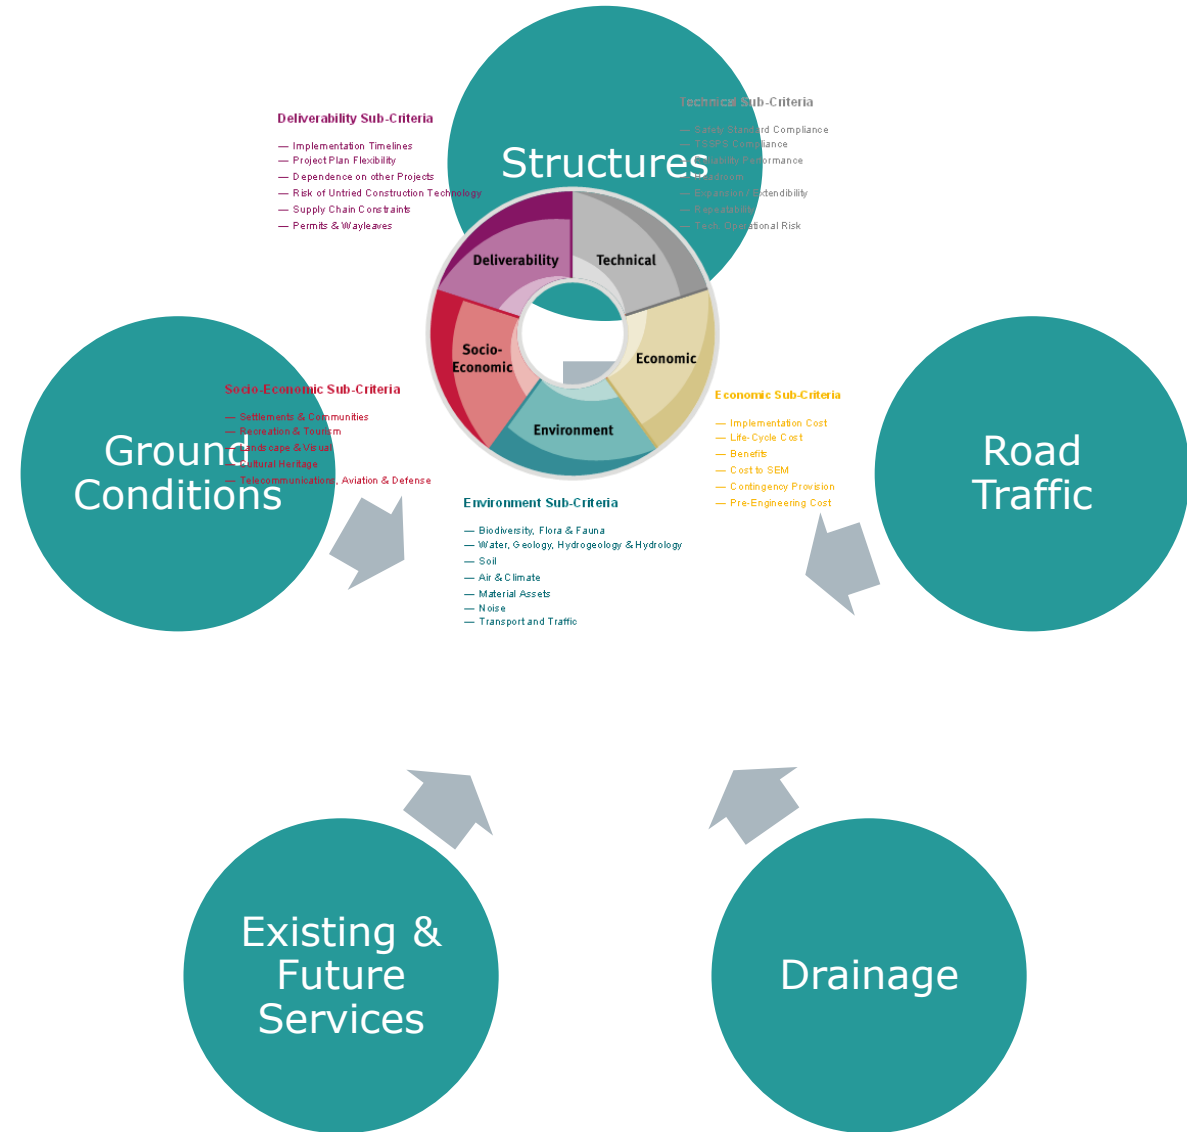 Structures
Deliverability Sub-Criteria
— Implementation Timelines
— Project Plan Flexibility
— Dependence on other Projects
— Risk of Untried Construction Technology
— Supply Chain Constraints
— Permits & Wayleaves
Technical Sub-Criteria
— Safety Standard Compliance
— TSSPS Compliance
— Reliability Performance
— Headroom
— Expansion / Extendibility
— Repeatability
— Tech. Operational Risk
Deliverability
Technical
Socio-
Economic
Economic
Environment
Socio-Economic Sub-Criteria
— Settlements & Communities
— Recreation & Tourism
— Landscape & Visual
— Cultural Heritage
— Telecommunications, Aviation & Defense
Ground
Conditions
Economic Sub-Criteria
— Implementation Cost
— Life-Cycle Cost
— Benefits
— Cost to SEM
— Contingency Provision
— Pre-Engineering Cost
Road
Traffic
Environment Sub-Criteria
— Biodiversity, Flora & Fauna
— Water, Geology, Hydrogeology & Hydrology
— Soil
— Air & Climate
— Material Assets
— Noise
— Transport and Traffic
Existing &
Future
Services
Drainage